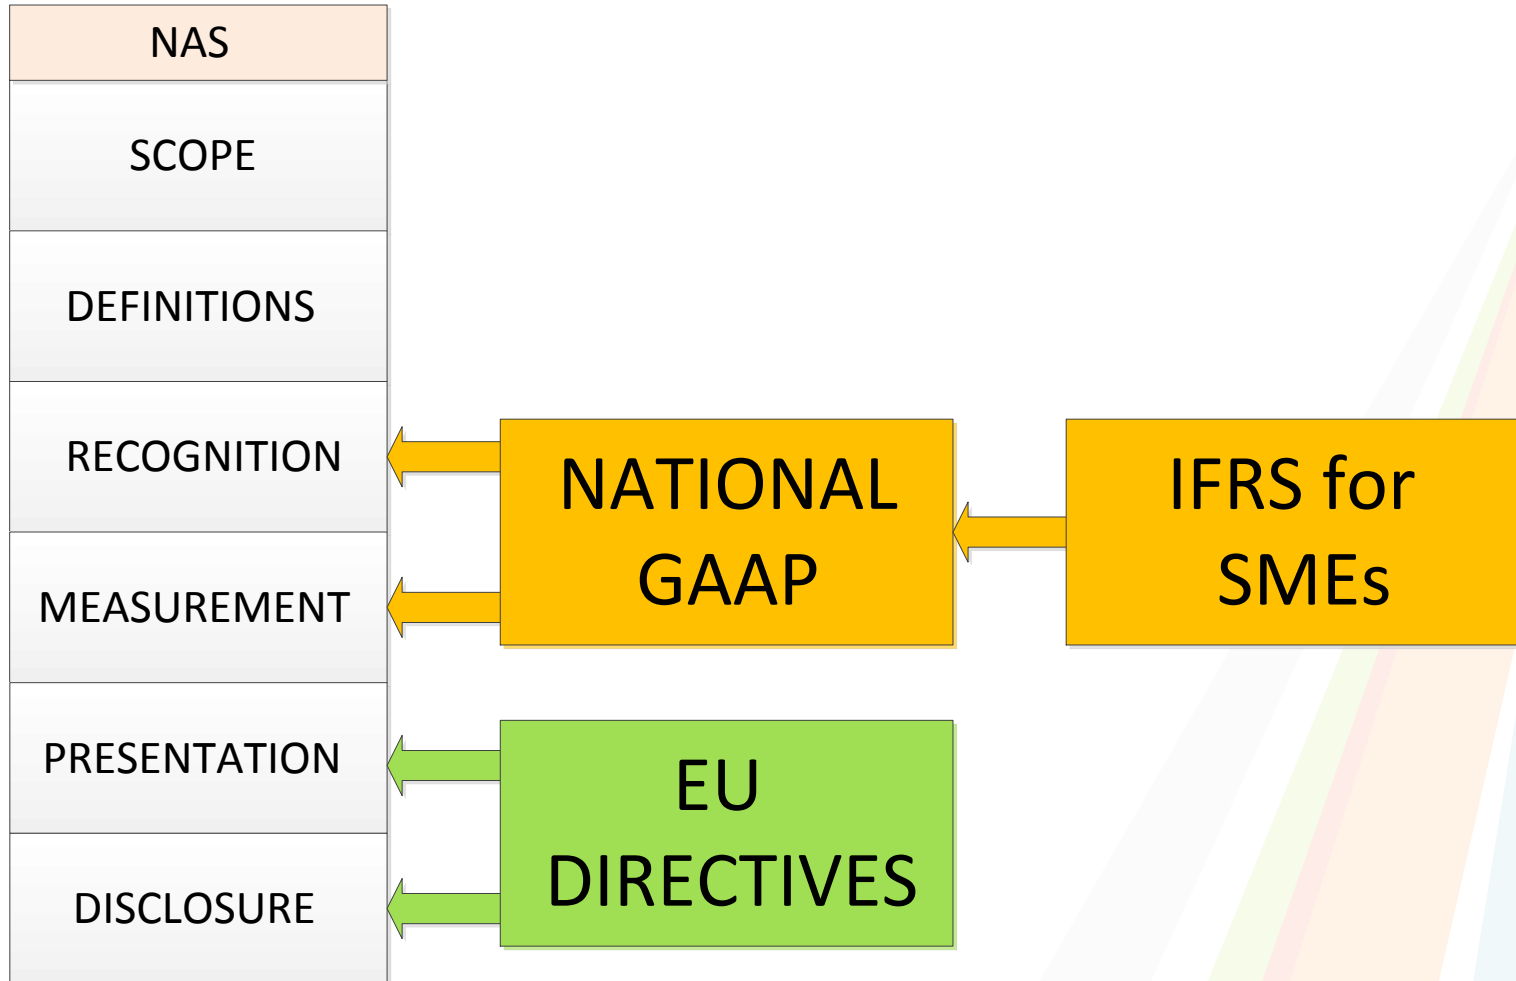 NAS
SCOPE
DEFINITIONS
RECOGNITION
MEASUREMENT
PRESENTATION
DISCLOSURE
NATIONAL
GAAP
IFRS for
SMEs
EU
DIRECTIVES